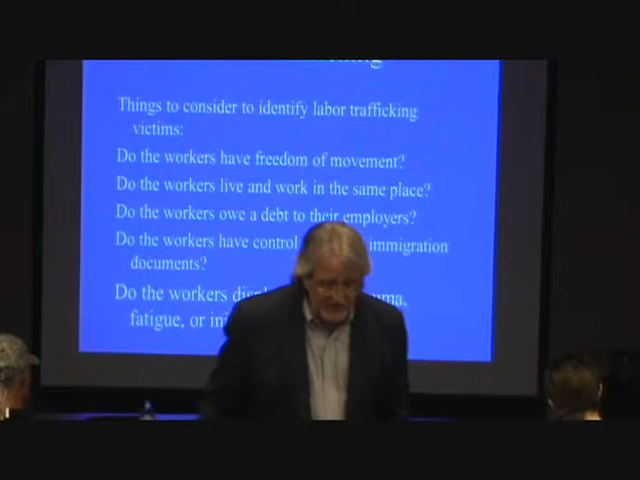 Things to consider to identify labor trafficking
victims:
Do the workers have freedom of movement?
Do the workers live and work in the same place?
Do the workers owe a debt to their employers?
Do the workers have control immigration
documents?
Do the workers
fatigue, or